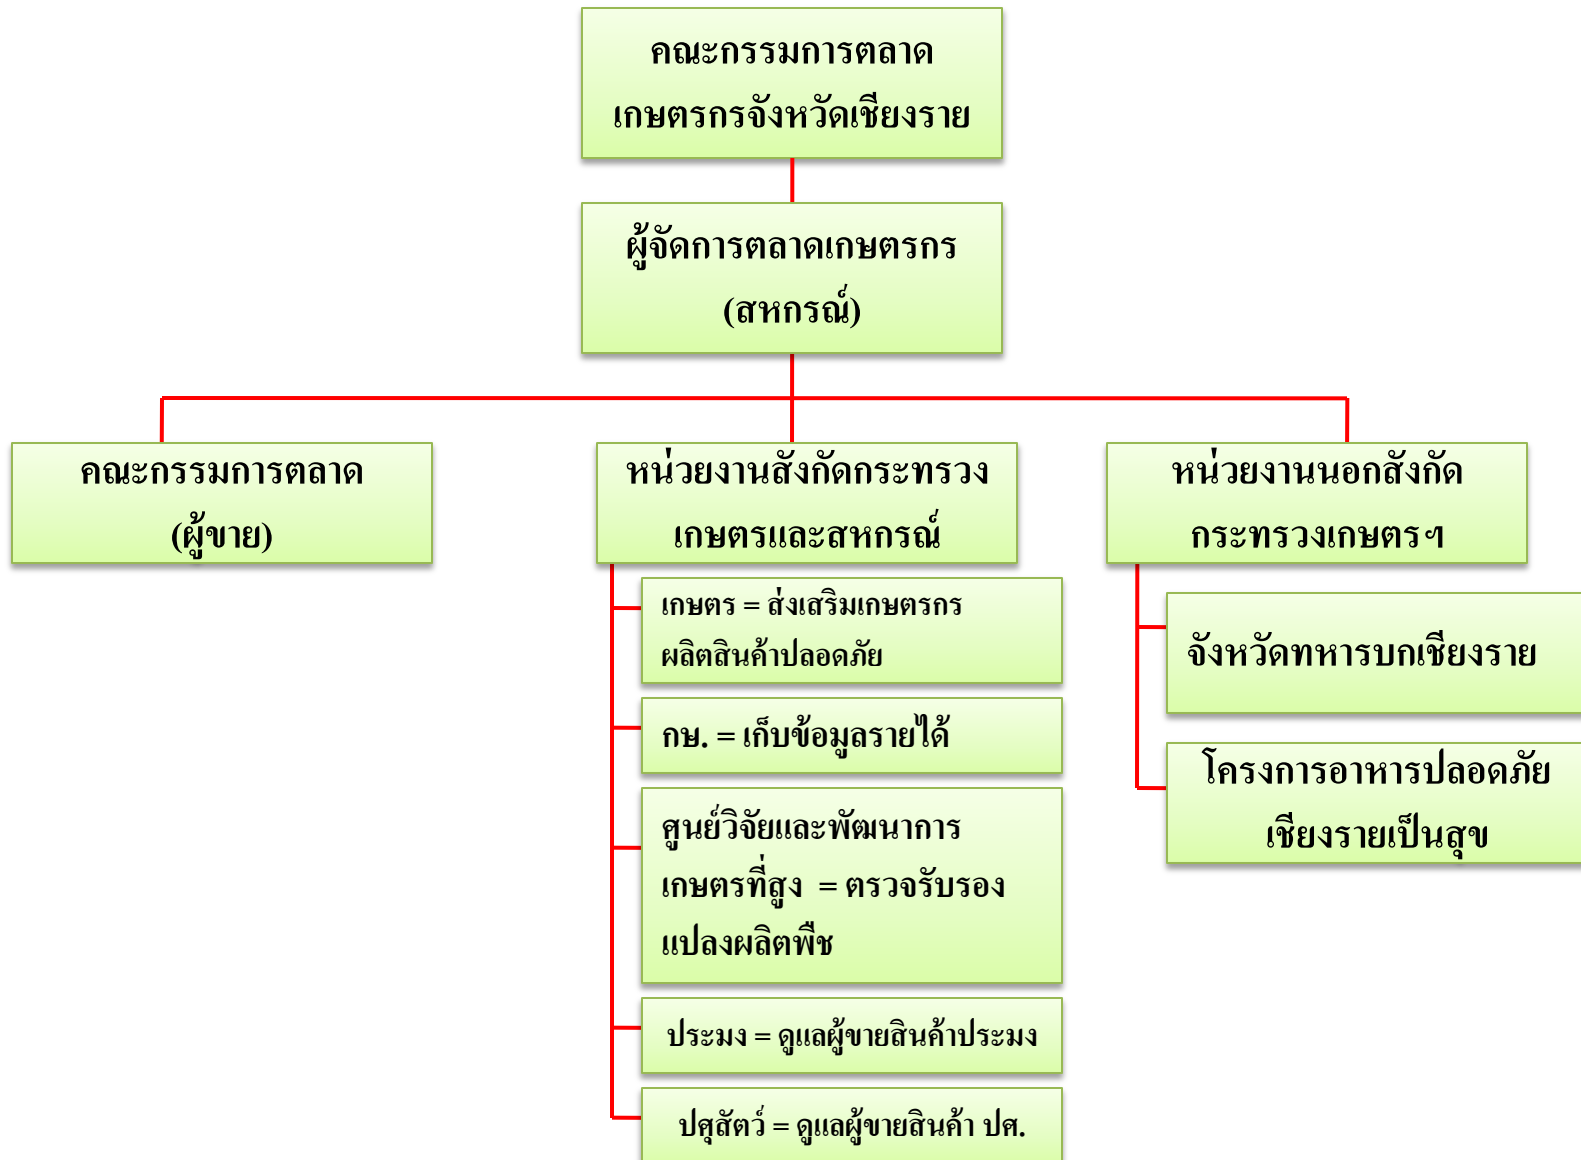 คณะกรรมการตลาด
เกษตรกรจังหวัดเชียงราย
ผู้จัดการตลาดเกษตรกร
(สหกรณ์)
คณะกรรมการตลาด
(ผู้ขาย)
หน่วยงานสังกัดกระทรวง
เกษตรและสหกรณ์
เกษตร = ส่งเสริมเกษตรกร
ผลิตสินค้าปลอดภัย
กษ. = เก็บข้อมูลรายได้
ศูนย์วิจัยและพัฒนาการ
เกษตรที่สูง = ตรวจรับรอง
แปลงผลิตพืช
ประมง = ดูแลผู้ขายสินค้าประมง
ปศุสัตว์ = ดูแลผู้ขายสินค้า ปศ.
หน่วยงานนอกสังกัด
กระทรวงเกษตรฯ
จังหวัดทหารบกเชียงราย
โครงการอาหารปลอดภัย
เชียงรายเป็นสุข